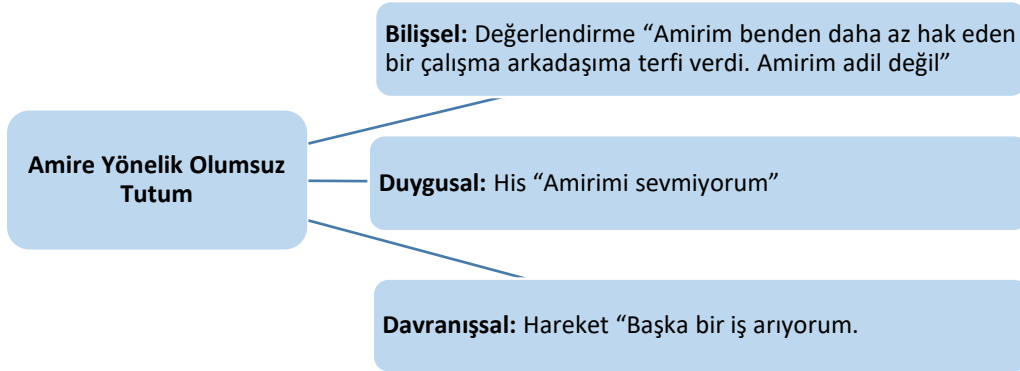 Bilişsel: Değerlendirme “Amirim benden daha az hak eden
bir çalışma arkadaşıma terfi verdi. Amirim adil değil”
Amire Yönelik Olumsuz
Tutum
Duygusal: His “Amirimi sevmiyorum”
Davranışsal: Hareket “Başka bir iş arıyorum.